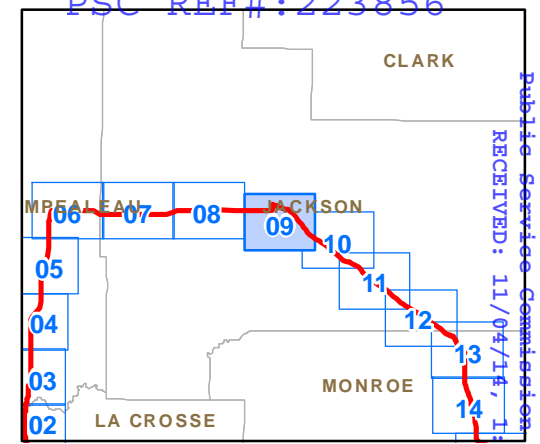 PSC REF#:223856
CLARK
Public Service Commission
RECEIVED: 11/04/14, 1:
MPEALEAU
JACKSON
06
07
08
09
10
05
11
04
12
13
03
MONROE
14
02
LA CROSSE